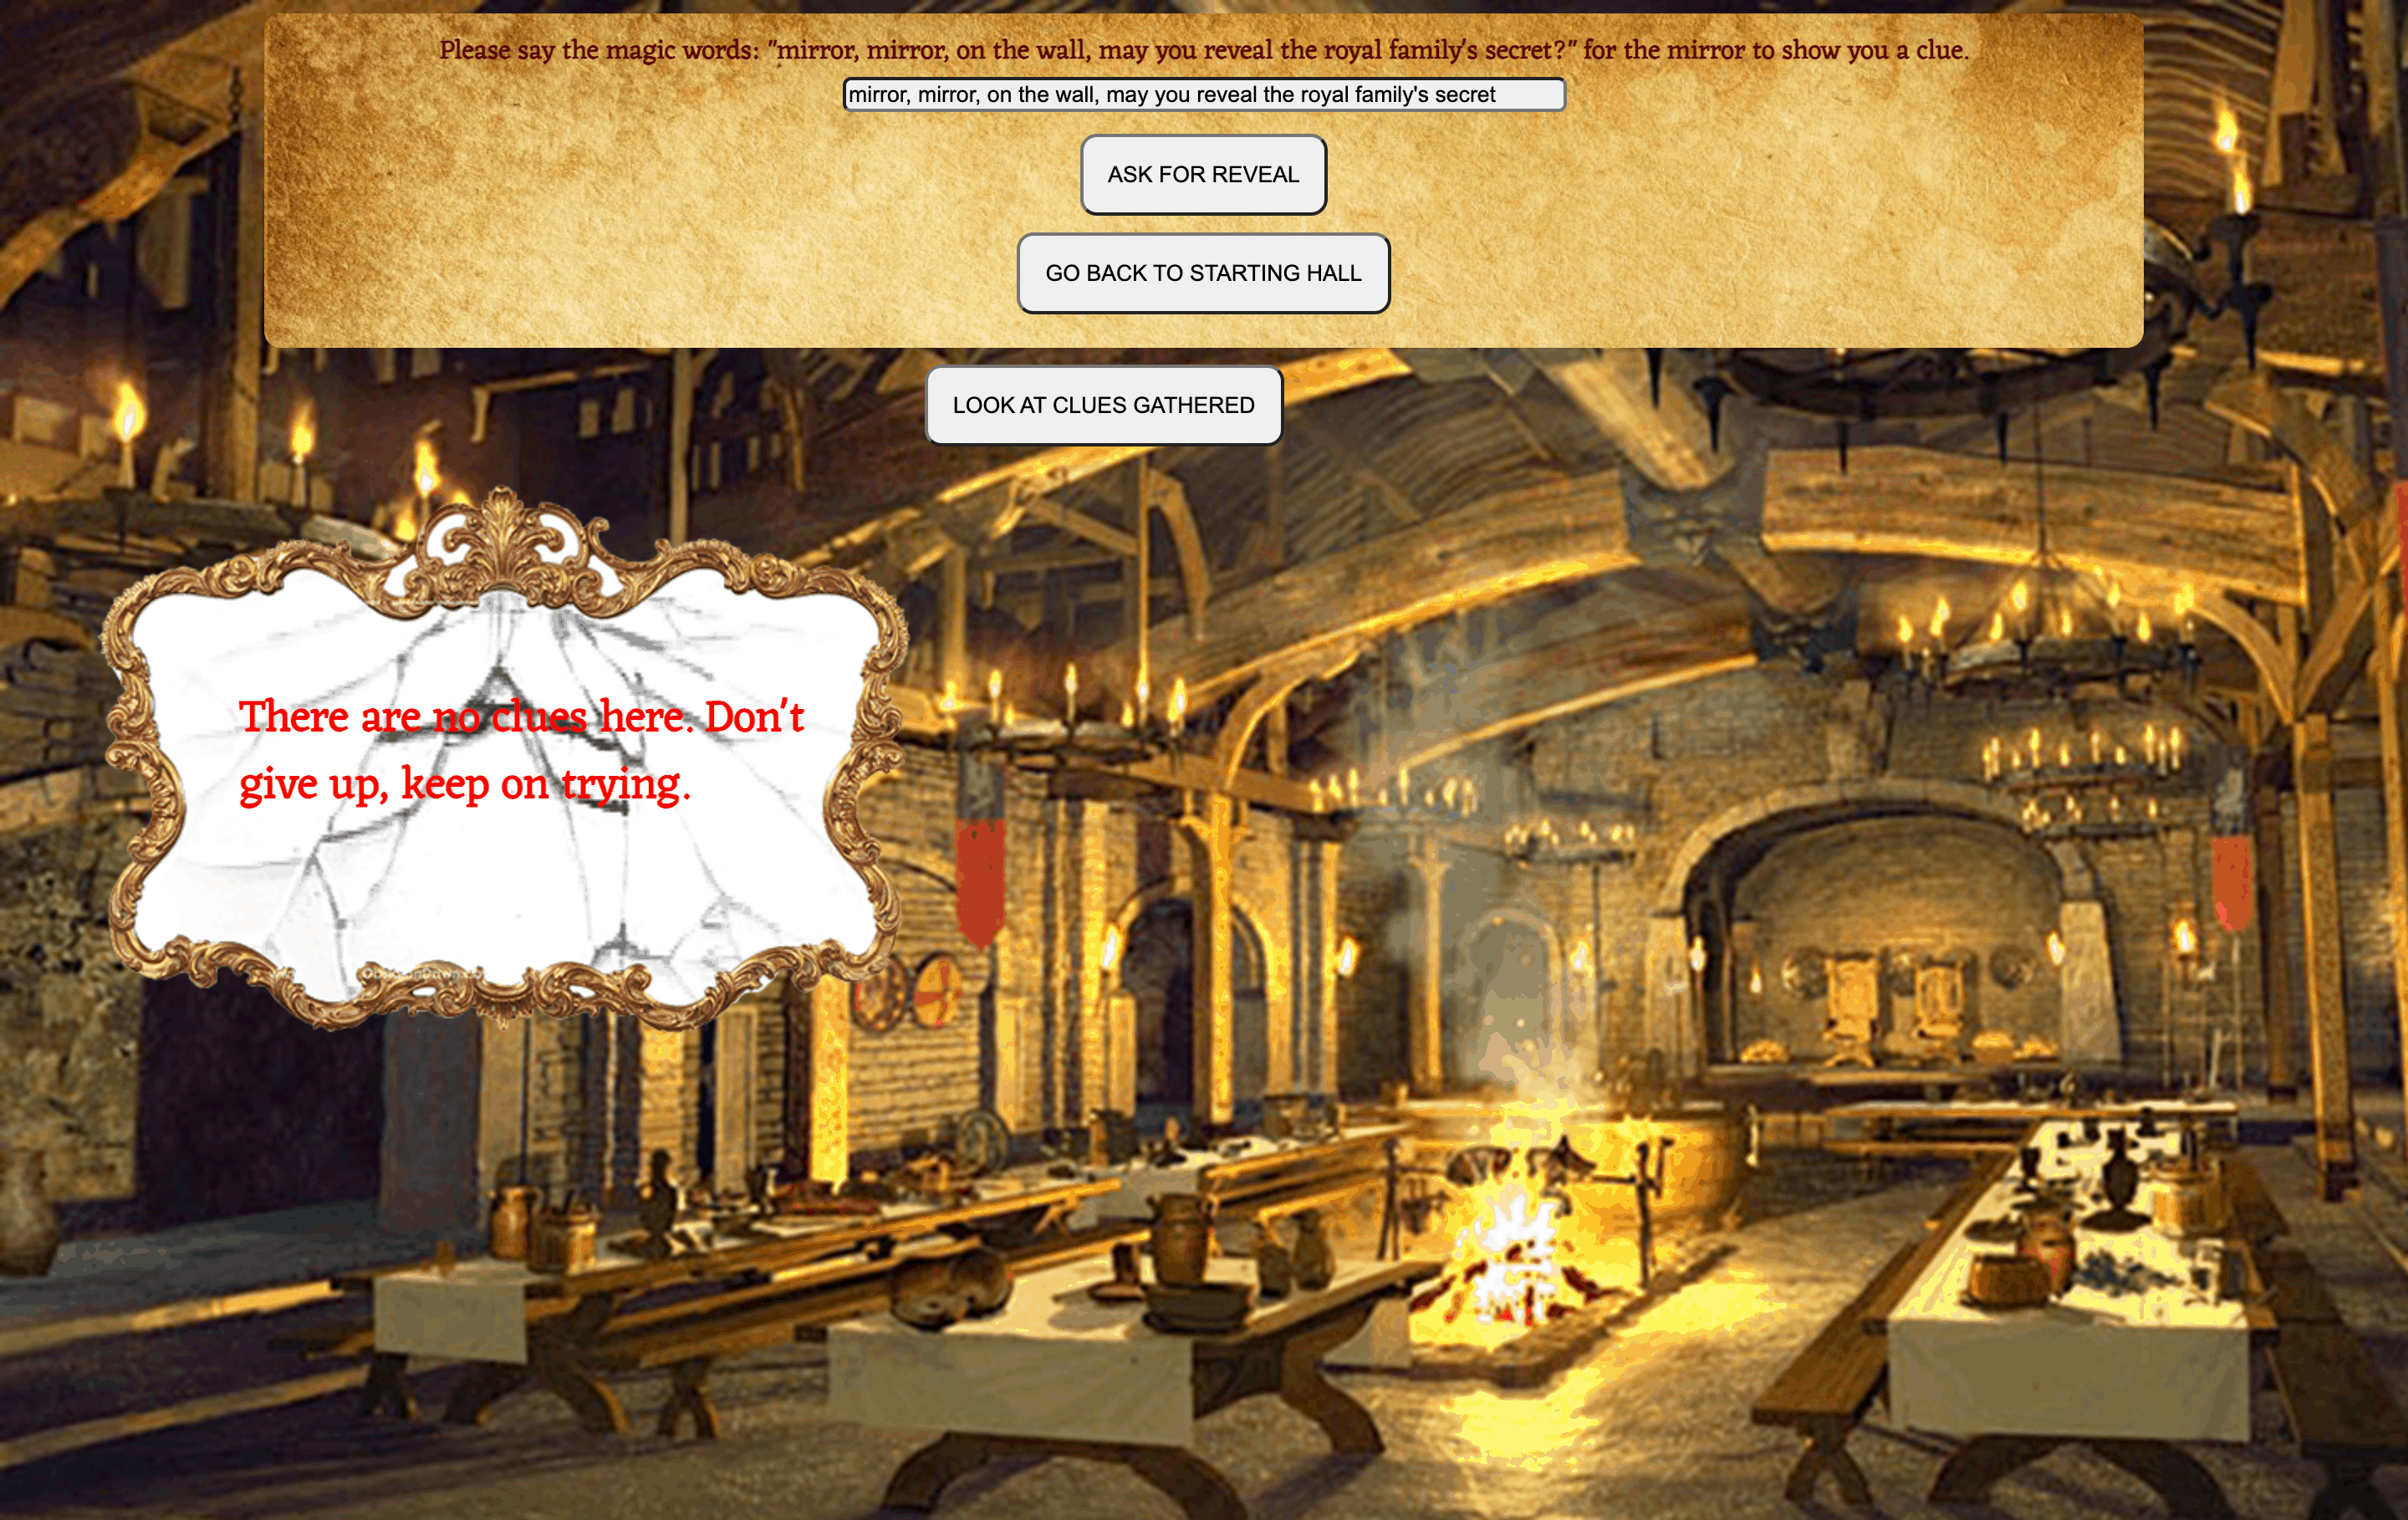 Please say the magic words: "mirror, mirror, on the wall, may you reveal the royal family's secret?" for the mirror to show you a clue.
mirror, mirror, on the wall, may you reveal the royal family's secret
ASK FOR REVEAL
GO BACK TO STARTING HALL
LOOK AT CLUES GATHERED
There are no clues here. Don't
give up, keep on trying.